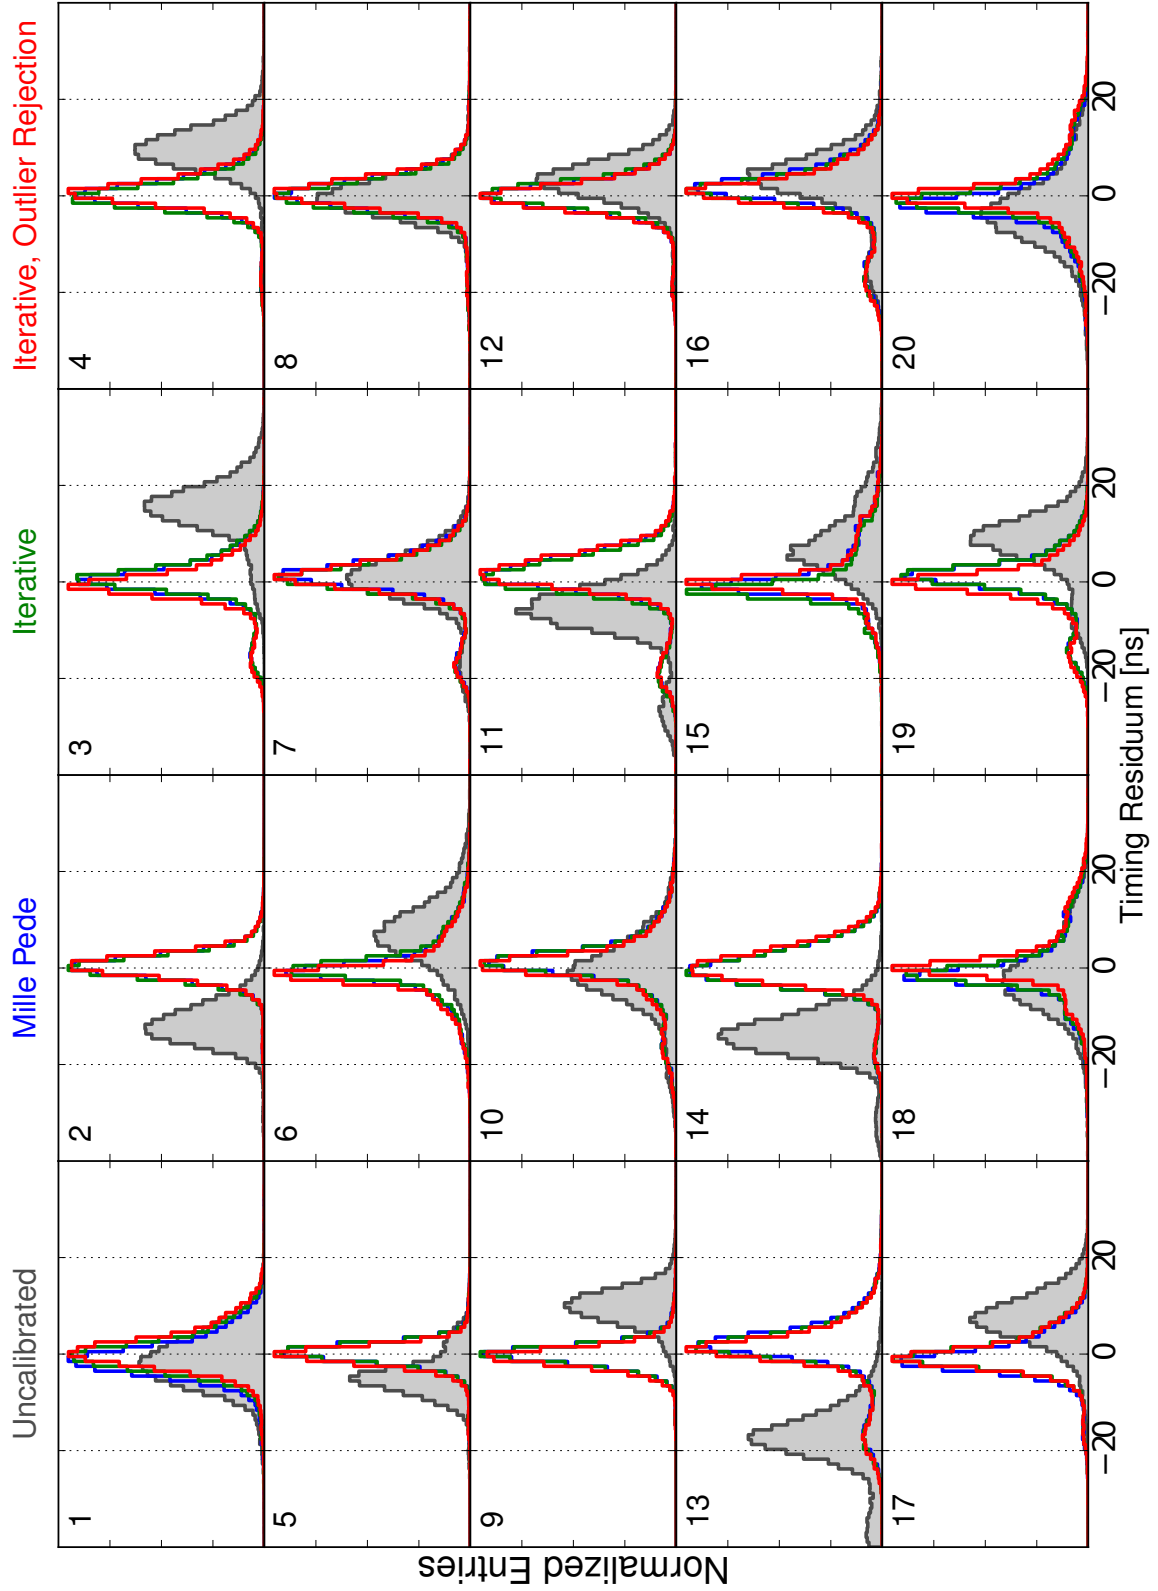 Uncalibrated Mille Pede Iterative Iterative, Outlier Rejection
1 2 3 4
5 6 7 8
9 10 11 12
13 14 15 16
17 18 19 20
−20 0 20 −20 0 20 −20 0 20 −20 0 20
Timing Residuum [ns]
Normalized Entries